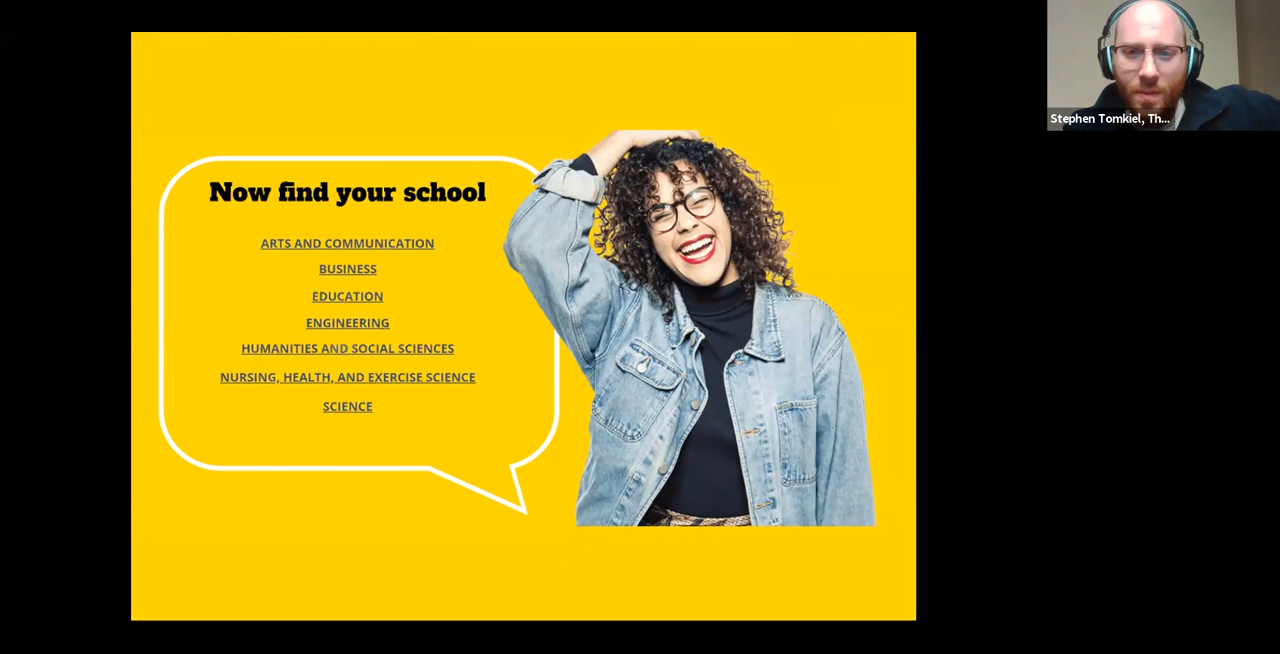 Now find your school
ARTS AND COMMUNICATION
BUSINESS
EDUCATION
ENGINEERING
HUMANITIES AND SOCIAL SCIENCES
NURSING, HEALTH, AND EXERCISE SCIENCE
SCIENCE
Stephen Tomkiel, Th...